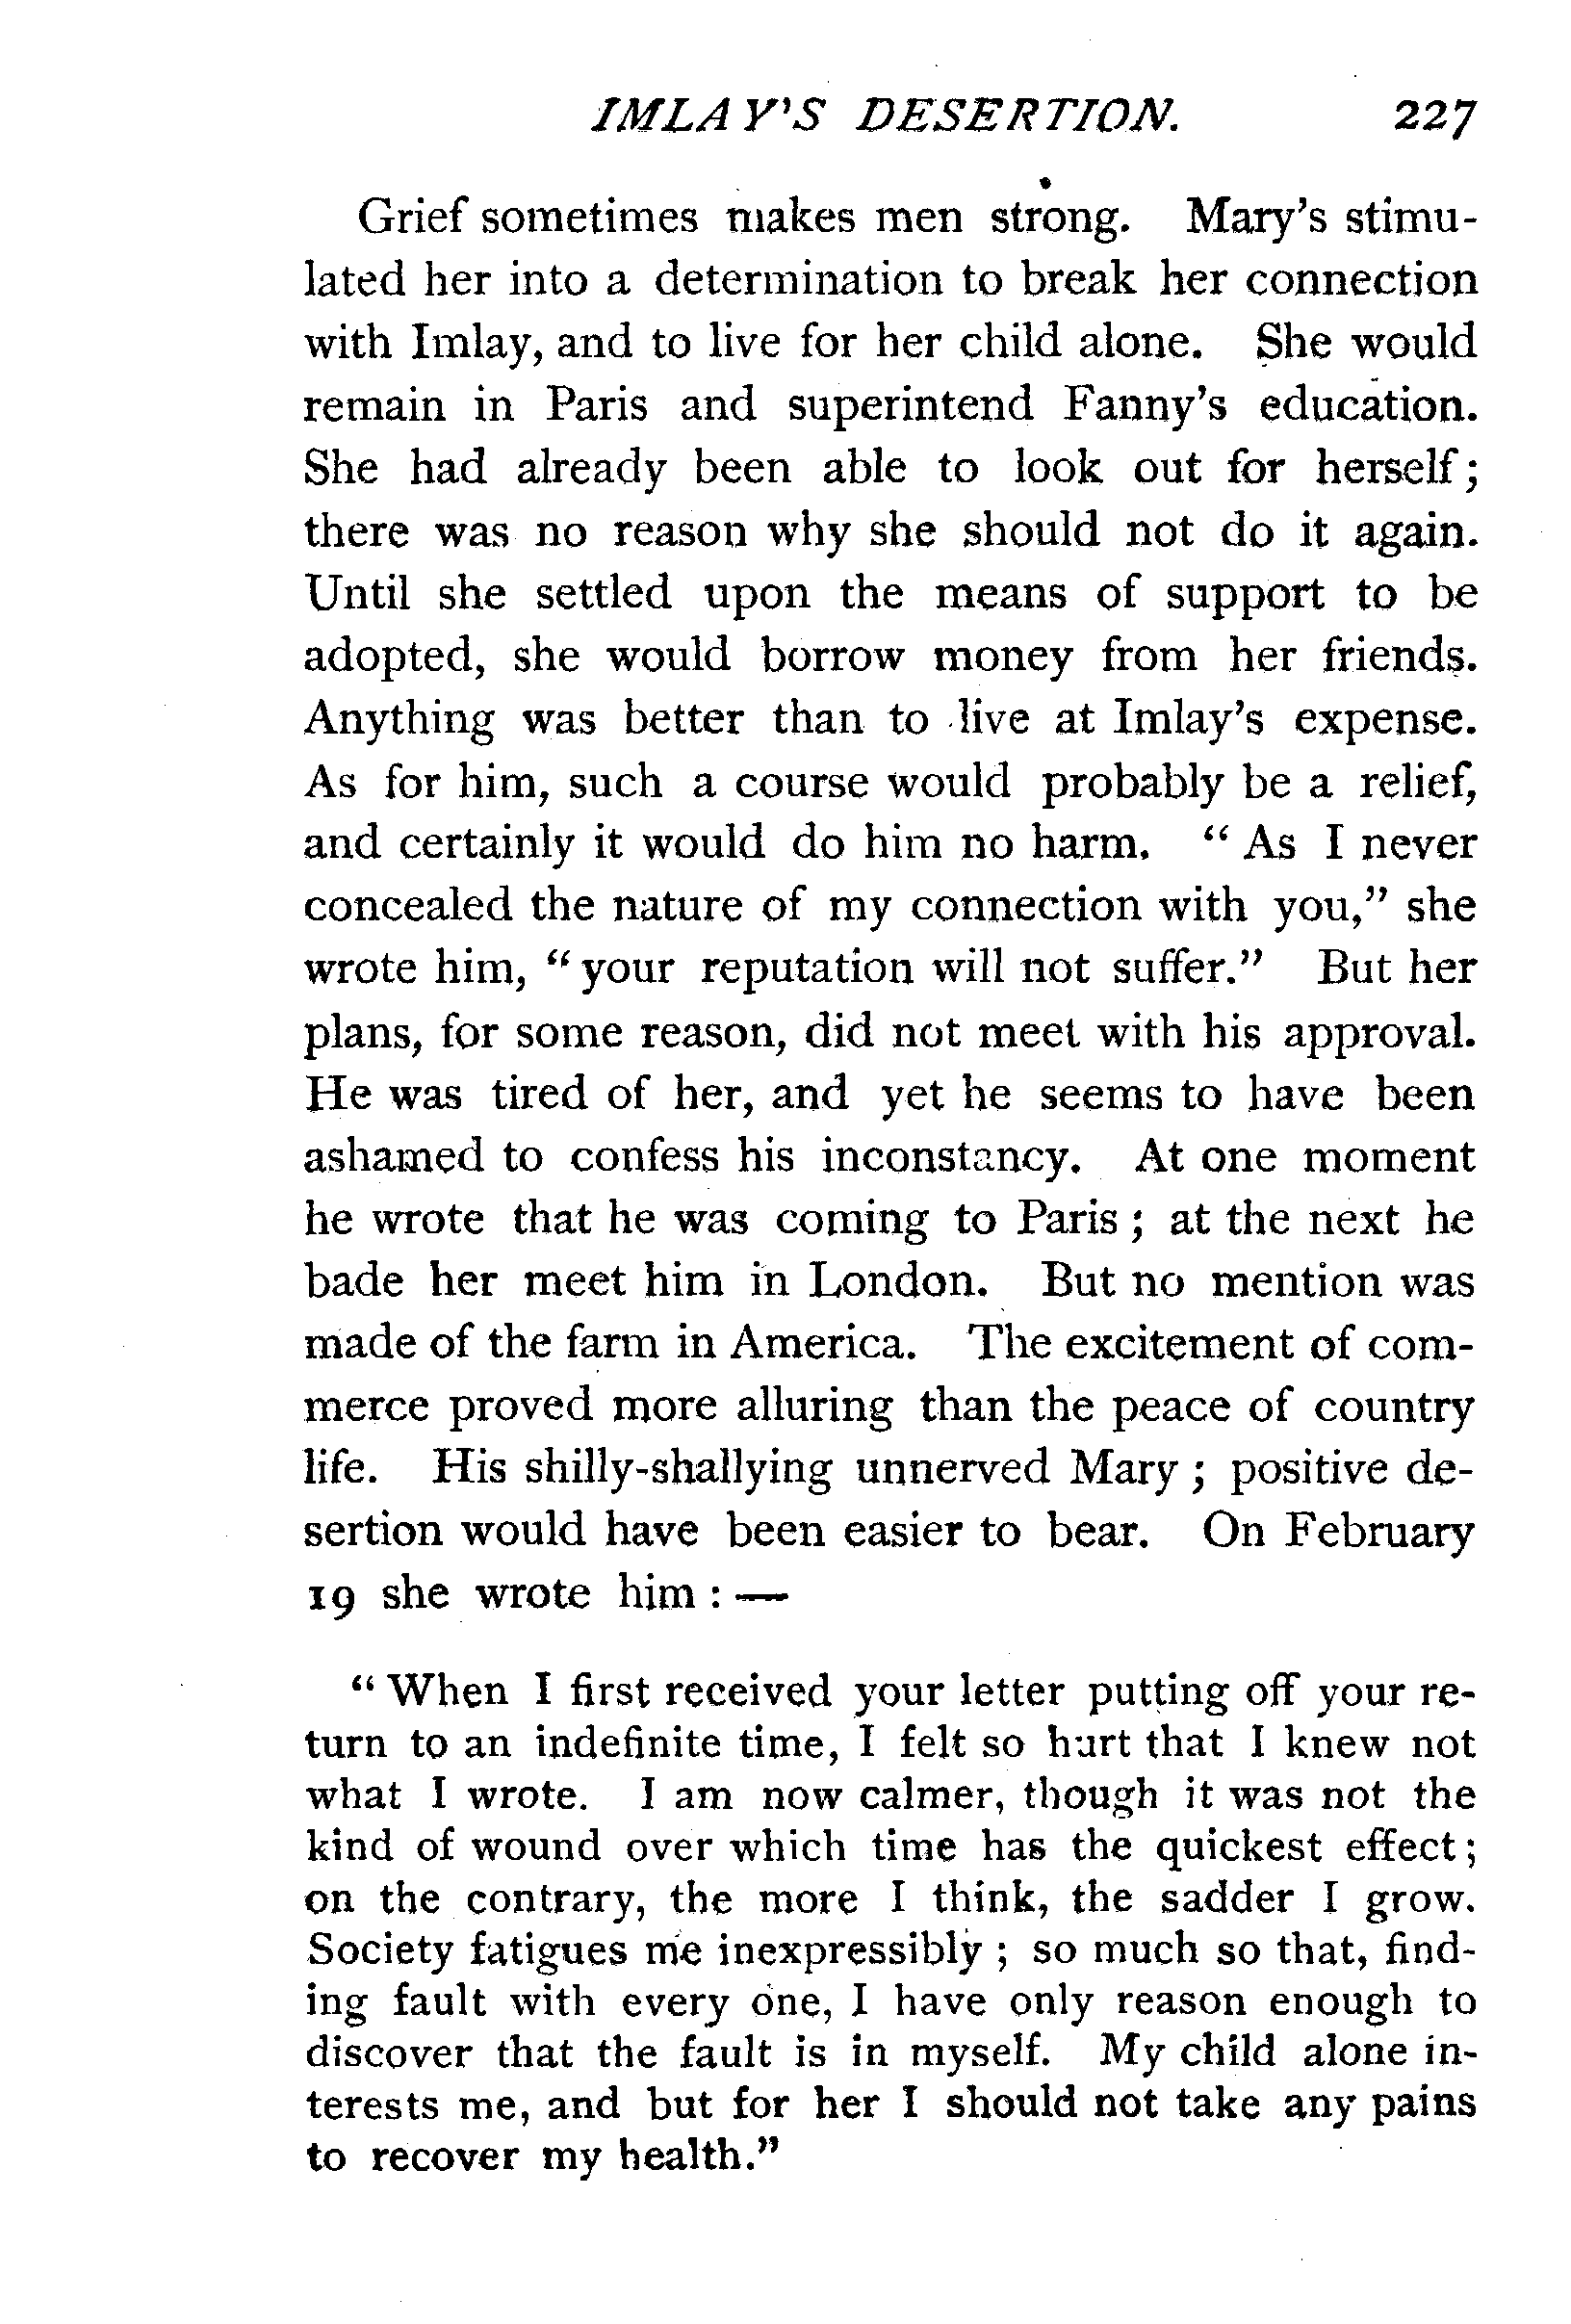 IMLAY'S DESERTION. 227
Grief sometimes makes men strong. Mary's stimu-
lated her into a determination to break her connection
with Imlay, and to live for her child alone. She would
remain in Paris and superintend Fanny's education.
She had already been able to look out for herself;
there was no reason why she should not do it again.
Until she settled upon the means of support to be
adopted, she would borrow money from her friends.
Anything was better than to live at Imlay's expense.
As for him, such a course would probably be a relief,
and certainly it would do him no harm. "As I never
concealed the nature of my connection with you," she
wrote him, "your reputation will not suffer." But her
plans, for some reason, did not meet with his approval.
He was tired of her, and yet he seems to have been
ashamed to confess his inconstancy. At one moment
he wrote that he was coming to Paris; at the next he
bade her meet him in London. But no mention was
made of the farm in America. The excitement of com-
merce proved more alluring than the peace of country
life. His shilly-shallying unnerved Mary; positive de-
sertion would have been easier to bear. On February
19 she wrote him:—
"When I first received your letter putting off your re-
turn to an indefinite time, I felt so hurt that I knew not
what I wrote. I am now calmer, though it was not the
kind of wound over which time has the quickest effect;
on the contrary, the more I think, the sadder I grow.
Society fatigues me inexpressibly; so much so that, find-
ing fault with every one, I have only reason enough to
discover that the fault is in myself. My child alone in-
terests me, and but for her I should not take any pains
to recover my health."